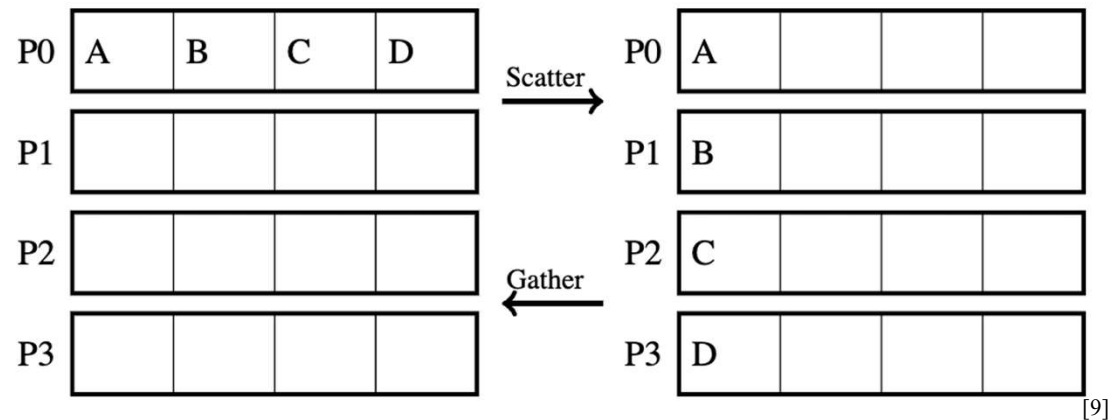 P0 A B C D
Scatter
P0 A
P1
P1 B
P2
Gather
P2 C
P3
P3 D
[9]